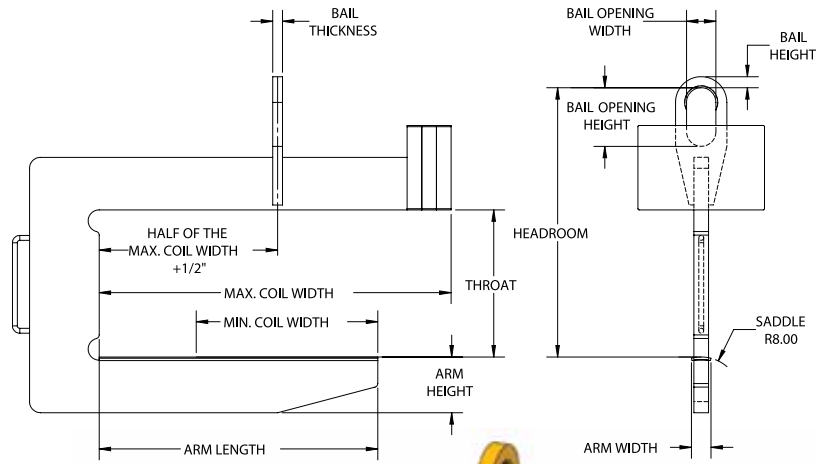 BAIL
THICKNESS
BAIL OPENING
WIDTH
BAIL
HEIGHT
BAIL OPENING
HEIGHT
HALF OF THE
MAX. COIL WIDTH
+1/2"
HEADROOM
THROAT
MAX. COIL WIDTH
MIN. COIL WIDTH
SADDLE
R8.00
ARM
HEIGHT
ARM LENGTH
ARM WIDTH